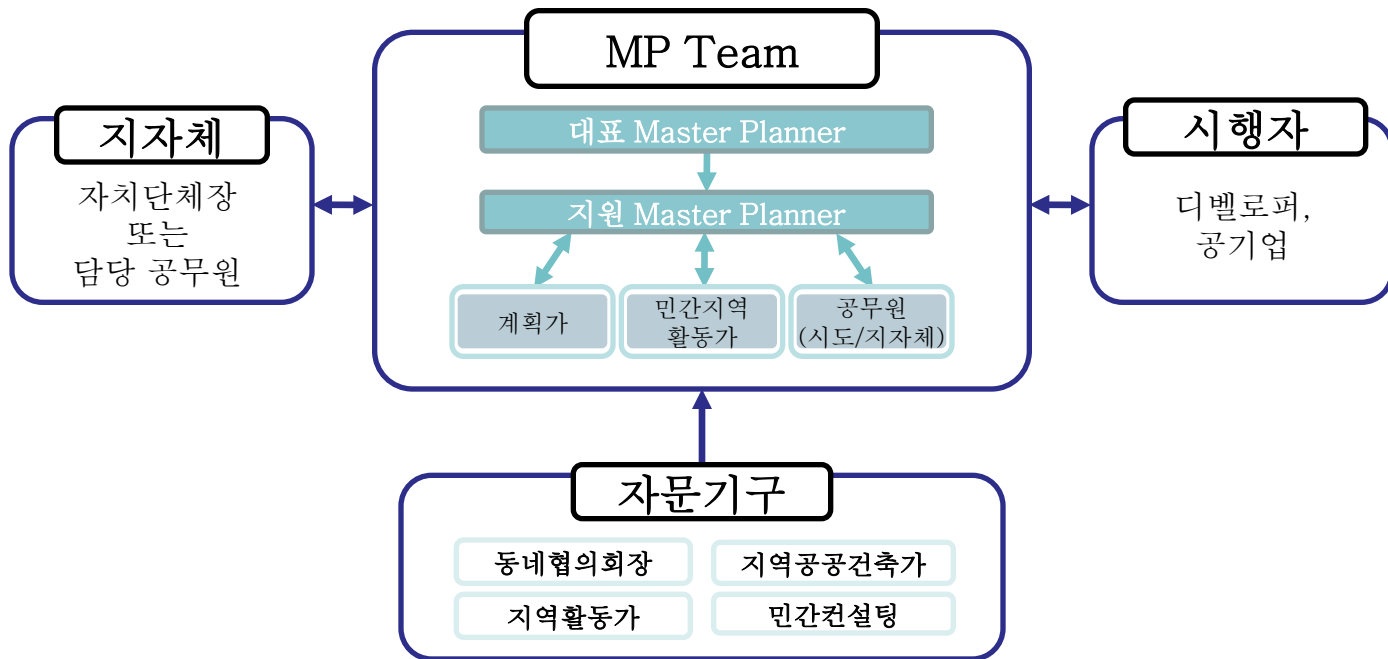 MP Team
대표 Master Planner
지원 Master Planner
계획가
민간지역
활동가
공무원
(시도/지자체)
지자체
자치단체장
또는
담당 공무원
시행자
디벨로퍼,
공기업
자문기구
동네협의회장
지역공공건축가
지역활동가
민간컨설팅